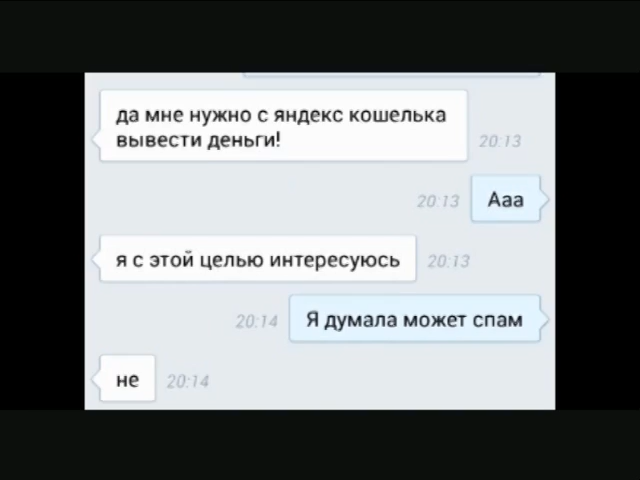 да мне нужно с яндекс кошелька
вывести деньги!
20:13
20:13
Ааа
я с этой целью интересуюсь
20:13
20:14
Я думала может спам
не
20:14